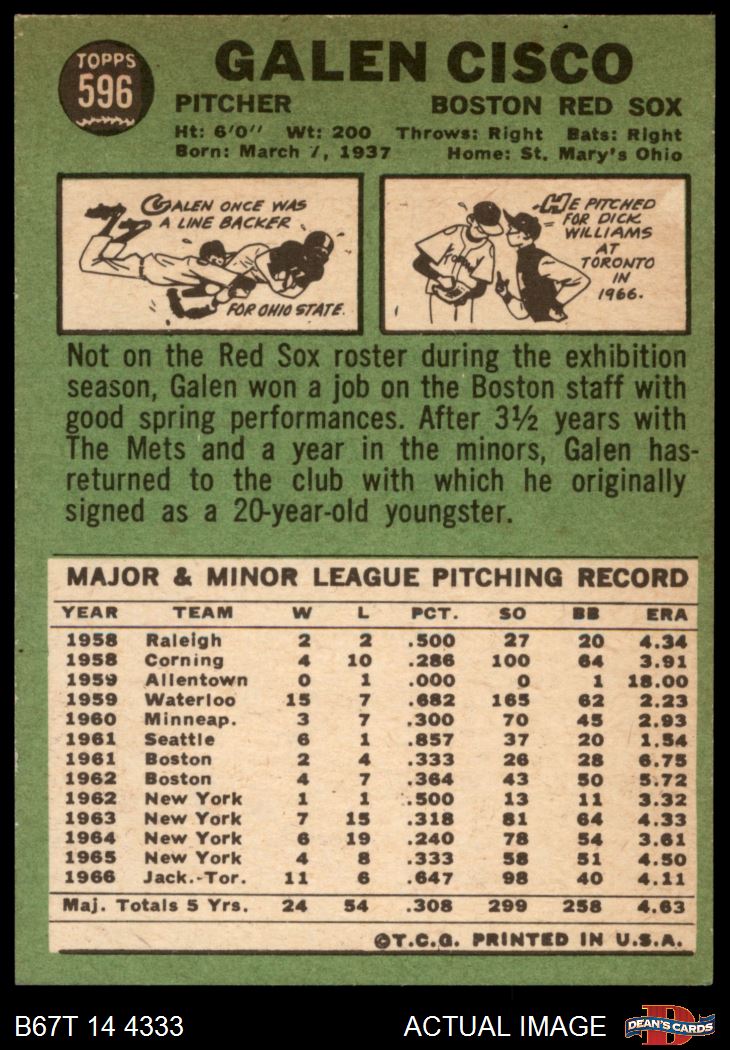 TOPPS
596
GALEN CISCO
PITCHER BOSTON RED SOX
Ht: 6'0" Wt: 200 Throws: Right Bats: Right
Born: March 7, 1937 Home: St. Mary's Ohio
GALEN ONCE WAS
A LINE BACKER
FOR OHIO STATE.
HE PITCHED
FOR DICK
WILLIAMS
AT
TORONTO
IN
1966.
Not on the Red Sox roster during the exhibition
season, Galen won a job on the Boston staff with
good spring performances. After 3½ years with
The Mets and a year in the minors, Galen has-
returned to the club with which he originally
signed as a 20-year-old youngster.
MAJOR & MINOR LEAGUE PITCHING RECORD
YEAR TEAM W L PCT. SO BB ERA
1958 Raleigh 2 2 .500 27 20 4.34
1958 Corning 4 10 .286 100 64 3.91
1959 Allentown 0 1 .000 0 1 18.00
1959 Waterloo 15 7 .682 165 62 2.23
1960 Minneap. 3 7 .300 70 45 2.93
1961 Seattle 6 1 .857 37 20 1.54
1961 Boston 2 4 .333 26 28 6.75
1962 Boston 4 7 .364 43 50 5.72
1962 New York 1 1 .500 13 11 3.32
1963 New York 7 15 .318 81 64 4.33
1964 New York 6 19 .240 78 54 3.61
1965 New York 4 8 .333 58 51 4.50
1966 Jack.-Tor. 11 6 .647 98 40 4.11
Maj. Totals 5 Yrs. 24 54 .308 299 258 4.63
©T.C.G. PRINTED IN U.S.A.
B67T 14 4333 ACTUAL IMAGE DEAN'S CARDS